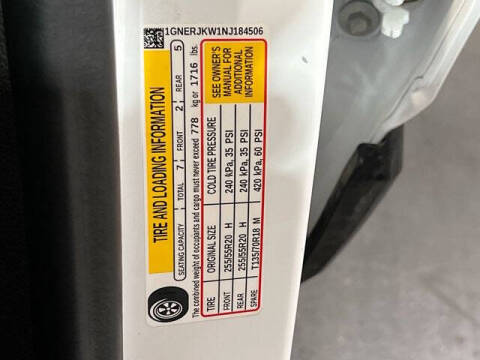 1GNERJKW1NJ184506
TIRE AND LOADING INFORMATION
SEATING CAPACITY TOTAL 7 FRONT 2 REAR 5
The combined weight of occupants and cargo must never exceed 778 kg or 1716 lbs.
TIRE ORIGINAL SIZE COLD TIRE PRESSURE
FRONT 255/55R20 H 240 kPa, 35 PSI
REAR 255/55R20 H 240 kPa, 35 PSI
SPARE T135/70R18 M 420 kPa, 60 PSI
SEE OWNER'S
MANUAL FOR
ADDITIONAL
INFORMATION